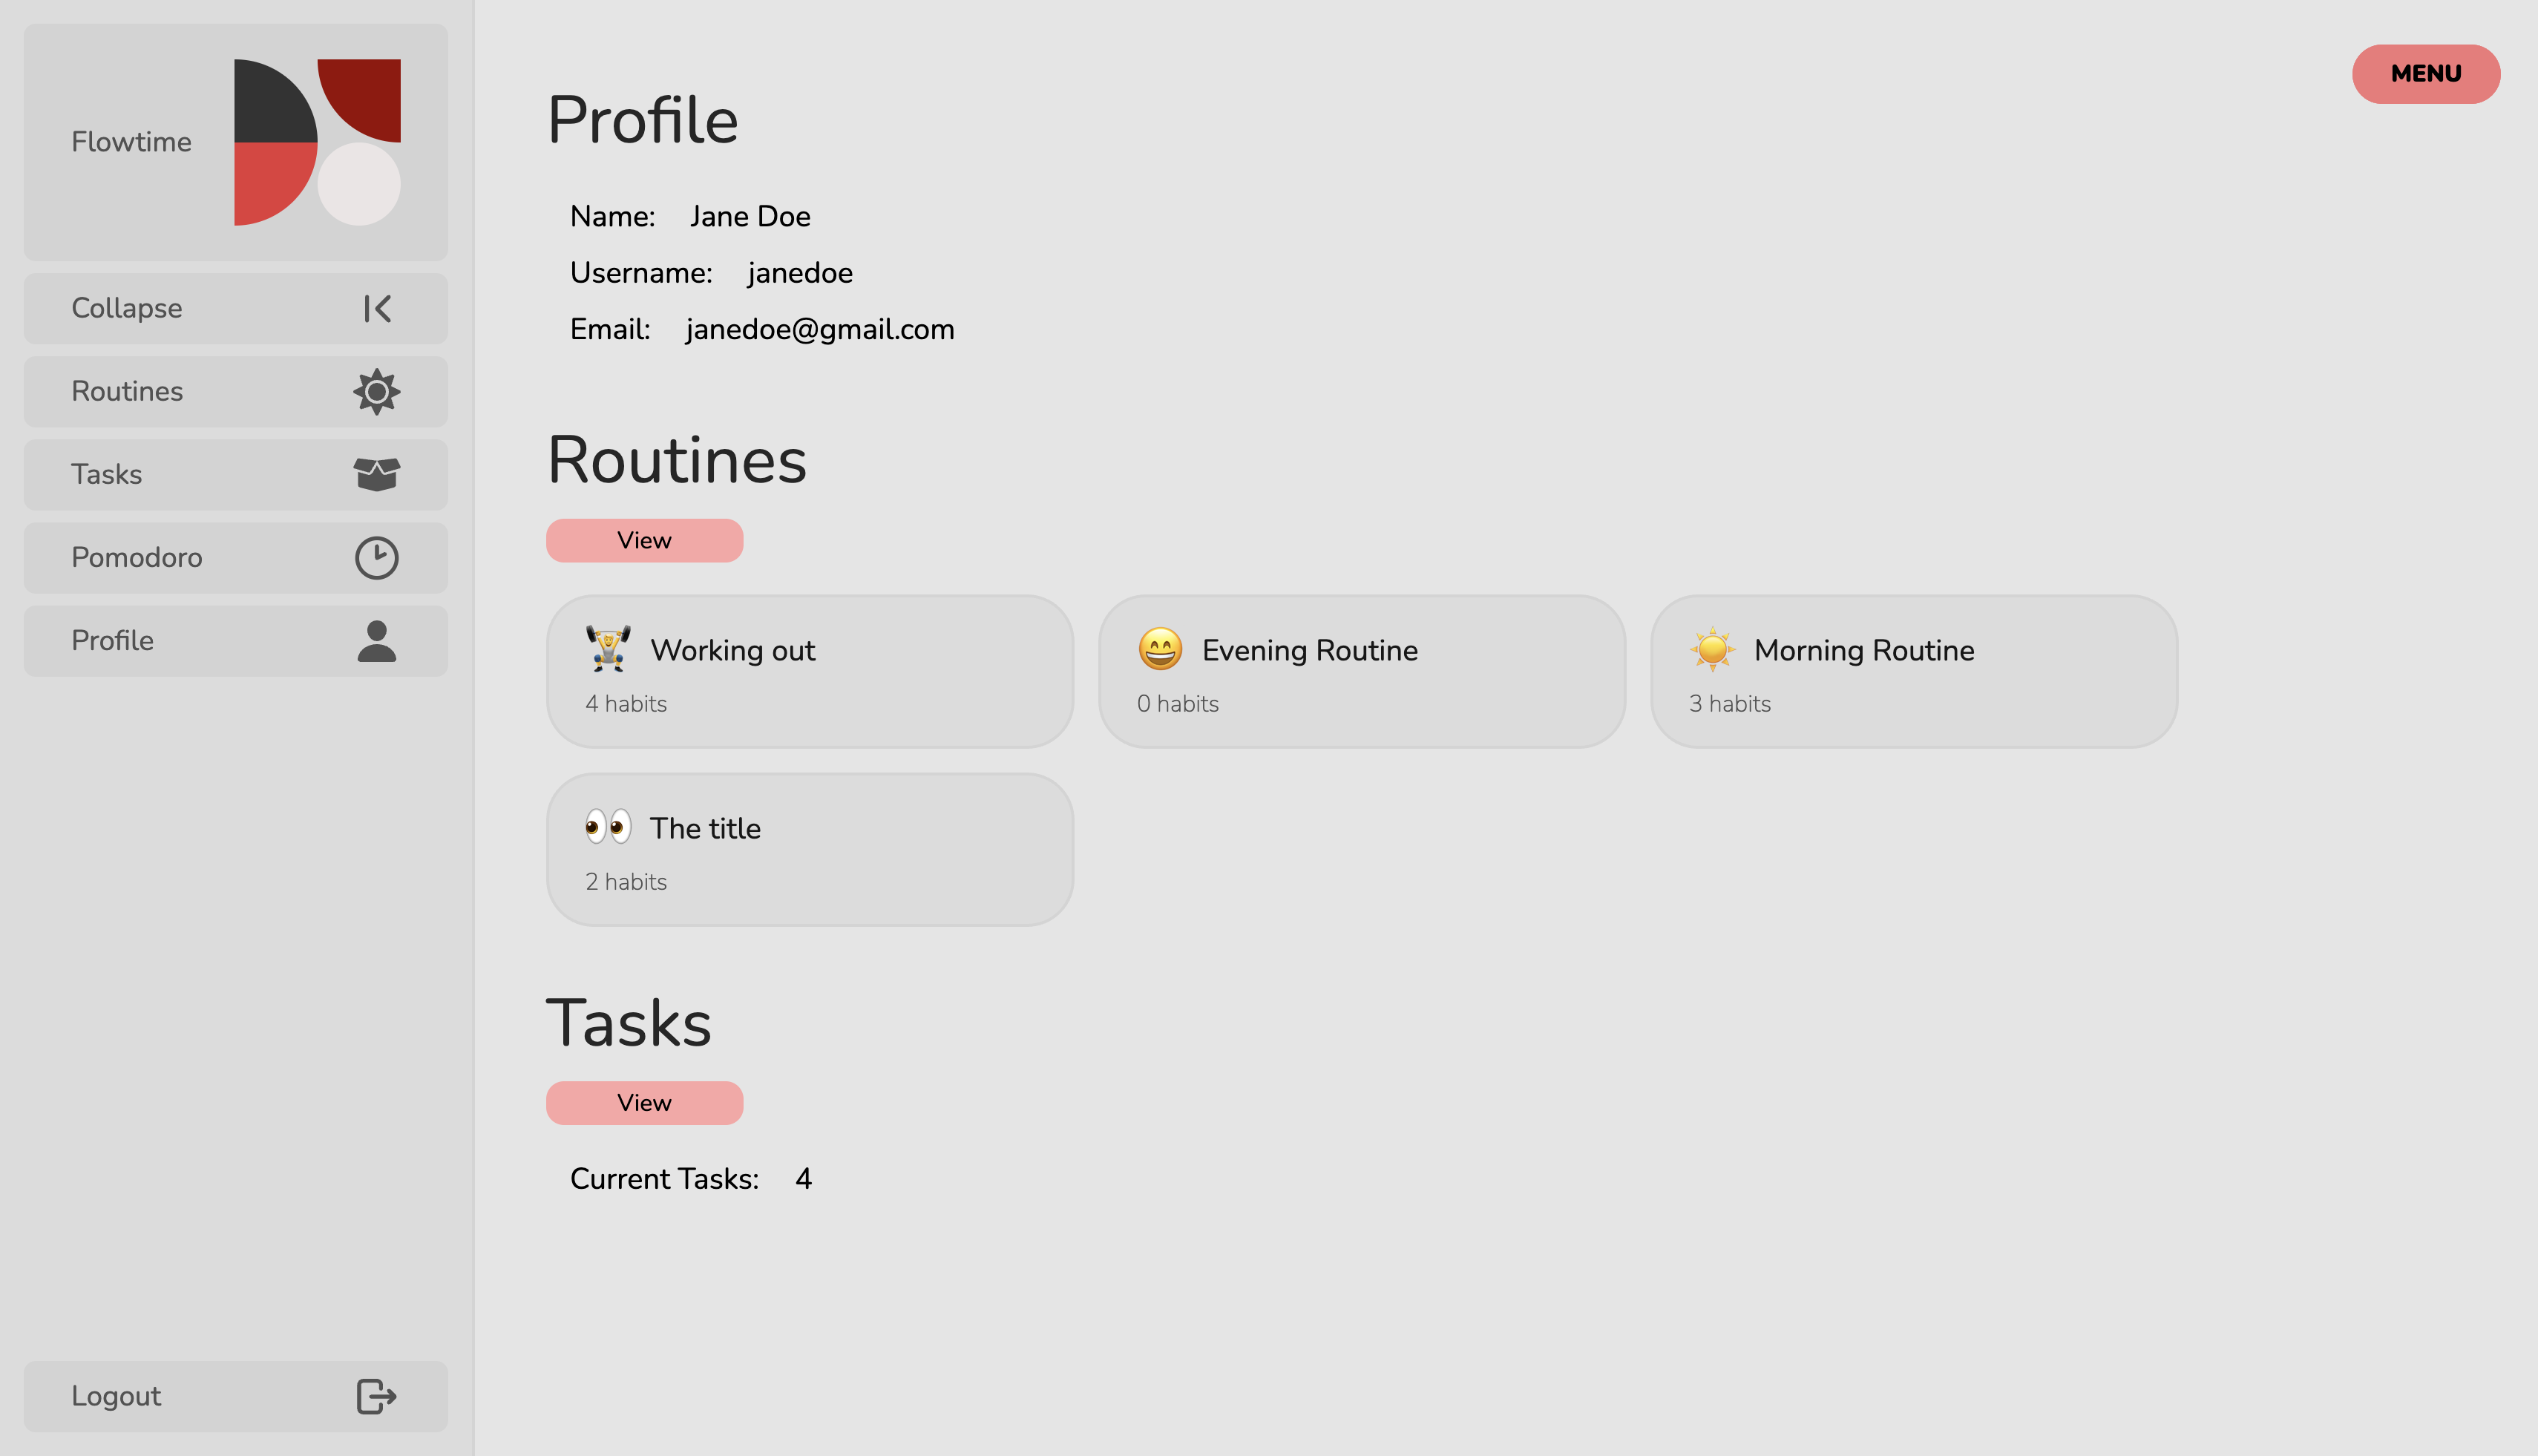 Flowtime
Collapse
Routines
Tasks
Pomodoro
Profile
Logout
MENU
Profile
Name: Jane Doe
Username: janedoe
Email: janedoe@gmail.com
Routines
View
Working out
4 habits
Evening Routine
0 habits
Morning Routine
3 habits
The title
2 habits
Tasks
View
Current Tasks: 4